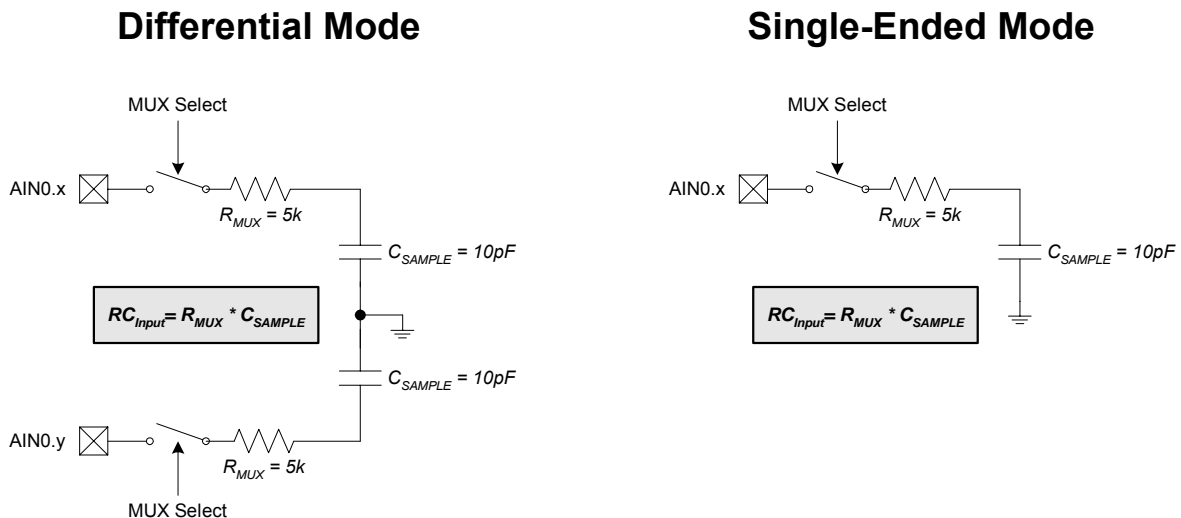 Differential Mode
MUX Select
AIN0.x
R_MUX = 5k
C_SAMPLE = 10pF
RC_Input= R_MUX * C_SAMPLE
C_SAMPLE = 10pF
AIN0.y
R_MUX = 5k
MUX Select
Single-Ended Mode
MUX Select
AIN0.x
R_MUX = 5k
C_SAMPLE = 10pF
RC_Input= R_MUX * C_SAMPLE